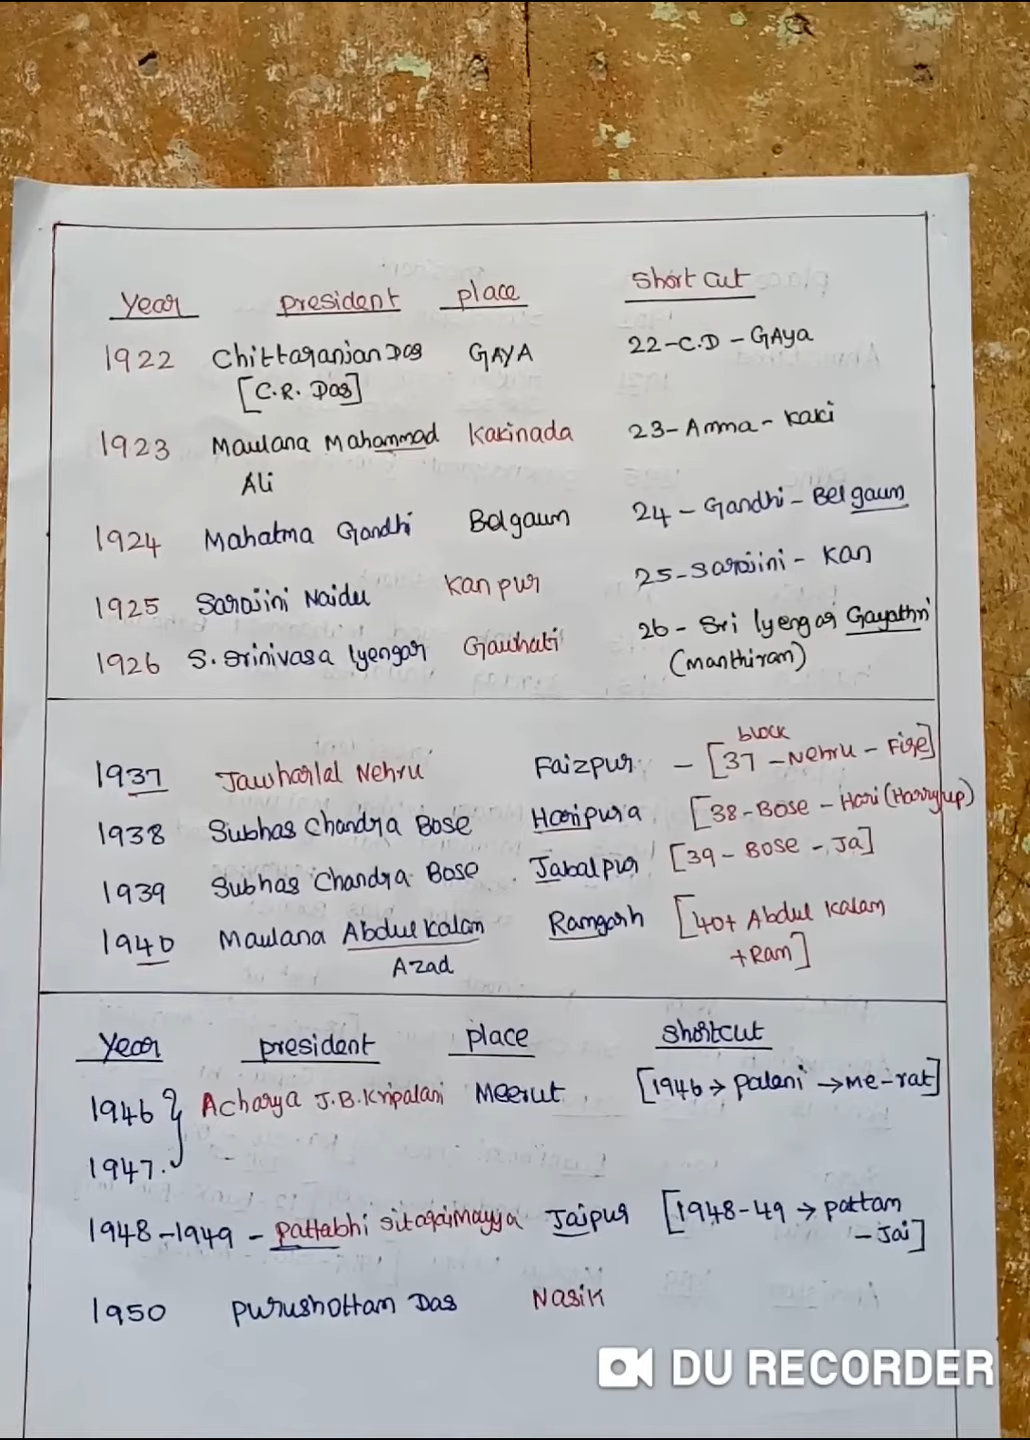 Year president place Short cut
1922 Chittaranjan Das GAYA 22-C.D - GAya
[C.R. Das]
1923 Maulana Mahammad Kakinada 23- Amma - kaki
Ali
1924 Mahatma Gandhi Belgaum 24 - Gandhi - Belgaum
1925 Sarojini Naidu Kanpur 25- Sarojini - Kan
1926 S. Srinivasa Iyengar Gauhati 26 - Sri Iyengar Gayathri
(manthiram)
block
1937 Jawharlal Nehru Faizpur - [37 - Nehru - Fire]
1938 Subhas Chandra Bose Haripura [38 - Bose - Hari (Harry up)
1939 Subhas Chandra Bose Jabalpur [39 - Bose - Ja]
1940 Maulana Abdul kalam Ramgarh [40+ Abdul kalam
Azad +Ram]
Year president place Shortcut
1946 } Acharya J.B. Kripalani Meerut [1946 → palani → me-rat]
1947.
1948-1949 - pattabhi sitaraimayya Jaipur [1948-49 → pattam
- Jai]
1950 purushottam Das Nasik
DU RECORDER